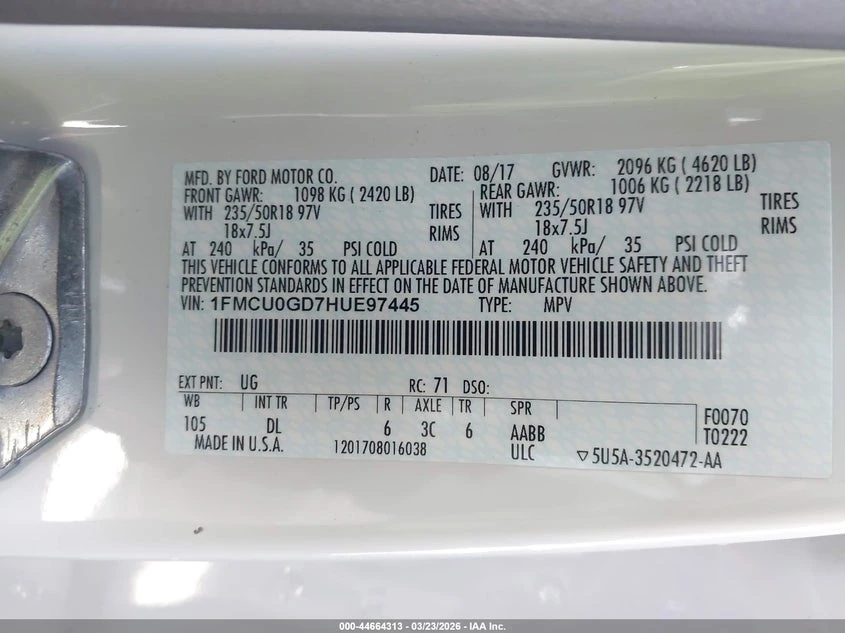 MFD. BY FORD MOTOR CO. DATE: 08/17 GVWR: 2096 KG ( 4620 LB)
FRONT GAWR: 1098 KG ( 2420 LB) REAR GAWR: 1006 KG ( 2218 LB)
WITH 235/50R18 97V TIRES WITH 235/50R18 97V TIRES
18x7.5J RIMS 18x7.5J RIMS
AT 240 kPa/ 35 PSI COLD AT 240 kPa/ 35 PSI COLD
THIS VEHICLE CONFORMS TO ALL APPLICABLE FEDERAL MOTOR VEHICLE SAFETY AND THEFT
PREVENTION STANDARDS IN EFFECT ON THE DATE OF MANUFACTURE SHOWN ABOVE.
VIN: 1FMCU0GD7HUE97445 TYPE: MPV
EXT PNT: UG RC: 71 DSO:
WB INT TR TP/PS R AXLE TR SPR F0070
105 DL 6 3C 6 AABB T0222
MADE IN U.S.A. 1201708016038 ULC ▽5U5A-3520472-AA
000-44664313 - 03/23/2026 - IAA Inc.